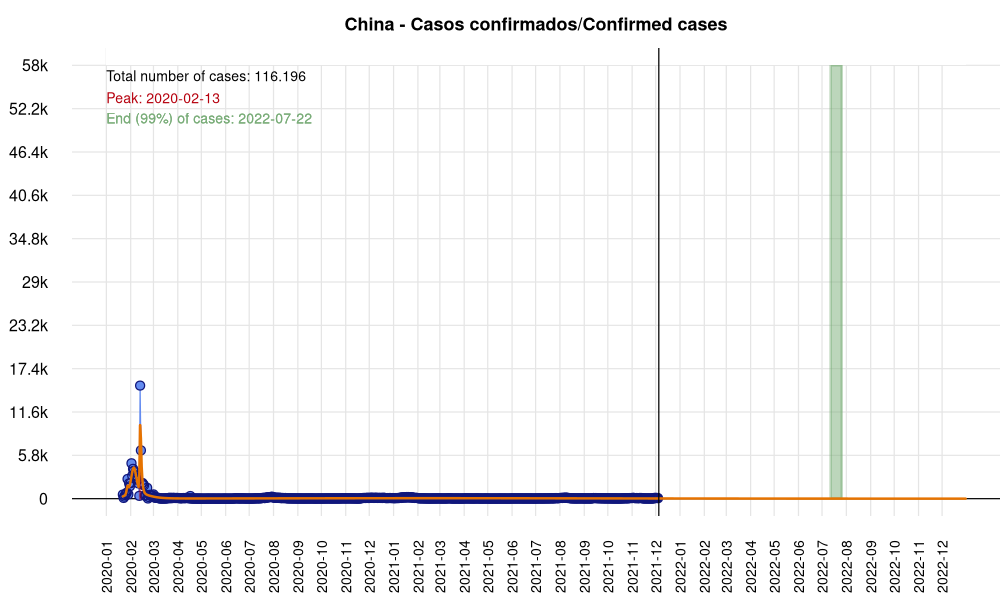 China - Casos confirmados/Confirmed cases
58k
52.2k
46.4k
40.6k
34.8k
29k
23.2k
17.4k
11.6k
5.8k
0
Total number of cases: 116.196
Peak: 2020-02-13
End (99%) of cases: 2022-07-22
2020-01
2020-02
2020-03
2020-04
2020-05
2020-06
2020-07
2020-08
2020-09
2020-10
2020-11
2020-12
2021-01
2021-02
2021-03
2021-04
2021-05
2021-06
2021-07
2021-08
2021-09
2021-10
2021-11
2021-12
2022-01
2022-02
2022-03
2022-04
2022-05
2022-06
2022-07
2022-08
2022-09
2022-10
2022-11
2022-12